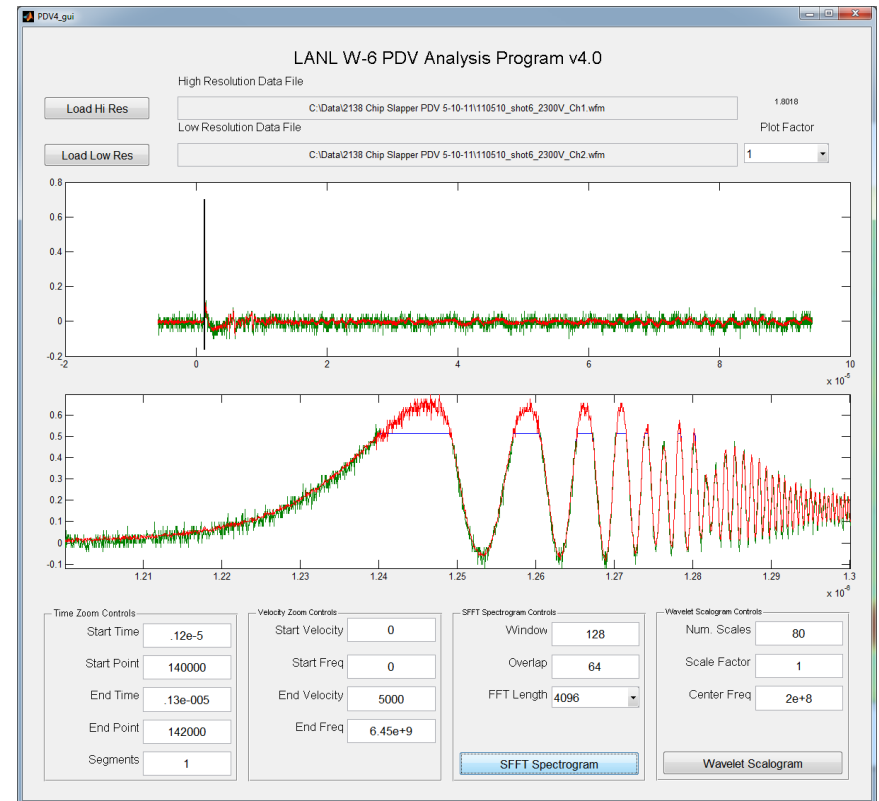 PDV4_gui
LANL W-6 PDV Analysis Program v4.0
High Resolution Data File
Load Hi Res C:\Data\2138 Chip Slapper PDV 5-10-11\110510_shot6_2300V_Ch1.wfm 1.8018
Low Resolution Data File Plot Factor
Load Low Res C:\Data\2138 Chip Slapper PDV 5-10-11\110510_shot6_2300V_Ch2.wfm 1
0.8
0.6
0.4
0.2
0
-0.2
-2 0 2 4 6 8 10
x 10^-5
0.6
0.5
0.4
0.3
0.2
0.1
0
-0.1
1.21 1.22 1.23 1.24 1.25 1.26 1.27 1.28 1.29 1.3
x 10^-6
Time Zoom Controls Velocity Zoom Controls SFFT Spectrogram Controls Wavelet Scalogram Controls
Start Time .12e-5 Start Velocity 0 Window 128 Num. Scales 80
Start Point 140000 Start Freq 0 Overlap 64 Scale Factor 1
End Time .13e-005 End Velocity 5000 FFT Length 4096 Center Freq 2e+8
End Point 142000 End Freq 6.45e+9
Segments 1 SFFT Spectrogram Wavelet Scalogram